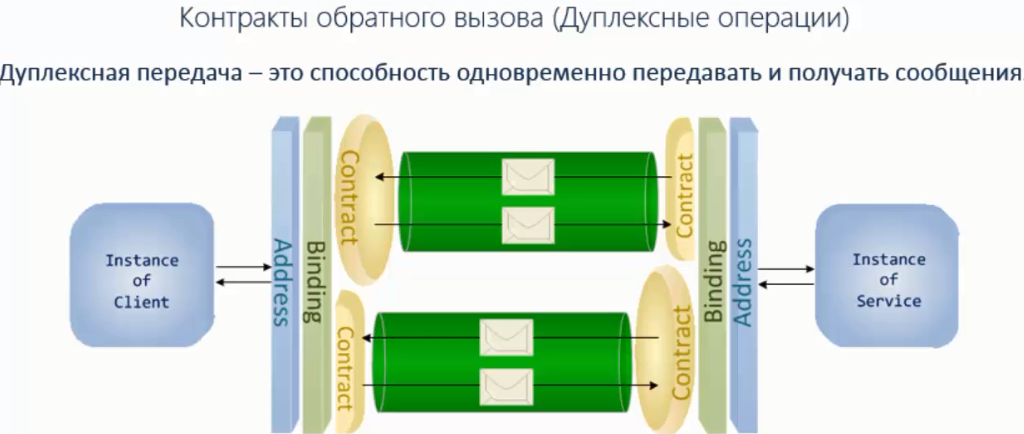 Контракты обратного вызова (Дуплексные операции)
Дуплексная передача – это способность одновременно передавать и получать сообщения.
Instance
of
Client
Address
Binding
Contract
Contract
Contract
Contract
Binding
Address
Instance
of
Service